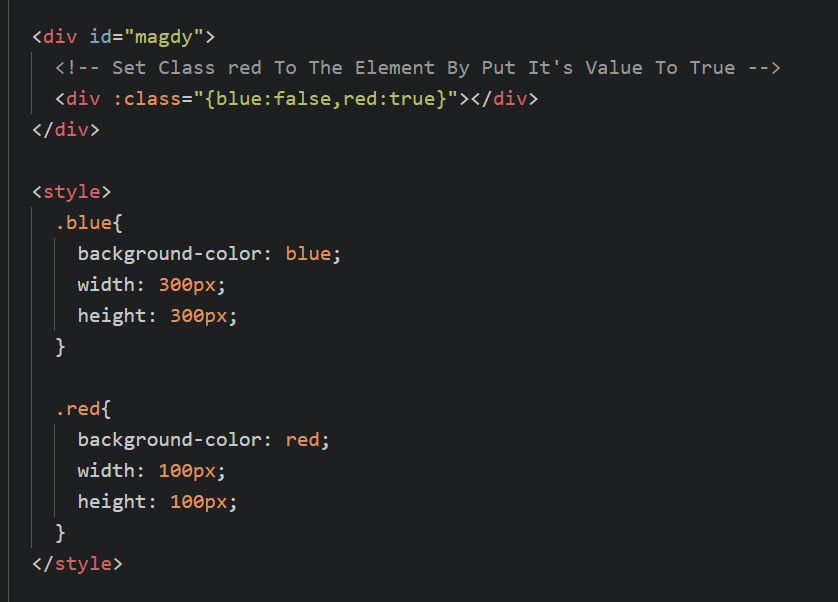 <div id="magdy">
<!-- Set Class red To The Element By Put It's Value To True -->
<div :class="{blue:false,red:true}"></div>
</div>
<style>
.blue{
background-color: blue;
width: 300px;
height: 300px;
}
.red{
background-color: red;
width: 100px;
height: 100px;
}
</style>